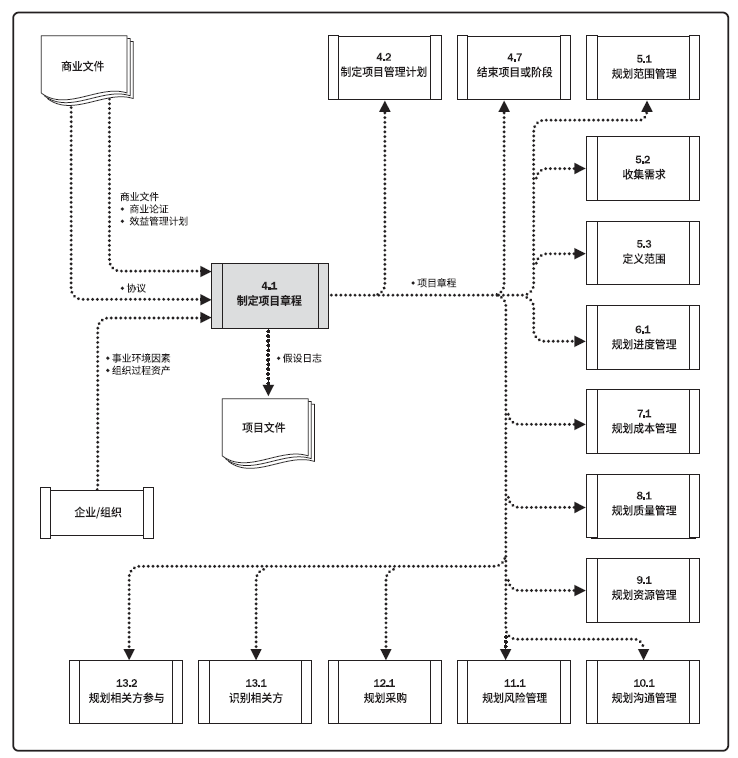 商业文件
4.2
制定项目管理计划
4.7
结束项目或阶段
5.1
规划范围管理
5.2
收集需求
商业文件
• 商业论证
• 效益管理计划
5.3
定义范围
• 协议
4.1
制定项目章程
• 项目章程
6.1
规划进度管理
• 事业环境因素
• 组织过程资产
• 假设日志
项目文件
7.1
规划成本管理
企业/组织
8.1
规划质量管理
9.1
规划资源管理
13.2
规划相关方参与
13.1
识别相关方
12.1
规划采购
11.1
规划风险管理
10.1
规划沟通管理